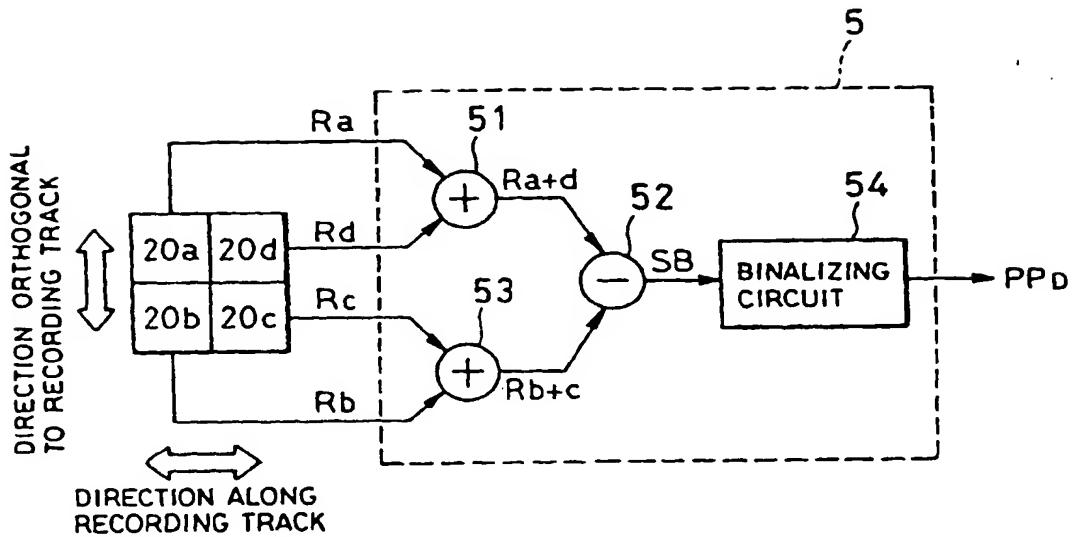 5
Ra
51
Ra+d
52
54
DIRECTION ORTHOGONAL
TO RECORDING TRACK
20a 20d
20b 20c
Rd
Rc
53
SB
BINALIZING
CIRCUIT
PPD
Rb
Rb+c
DIRECTION ALONG
RECORDING TRACK